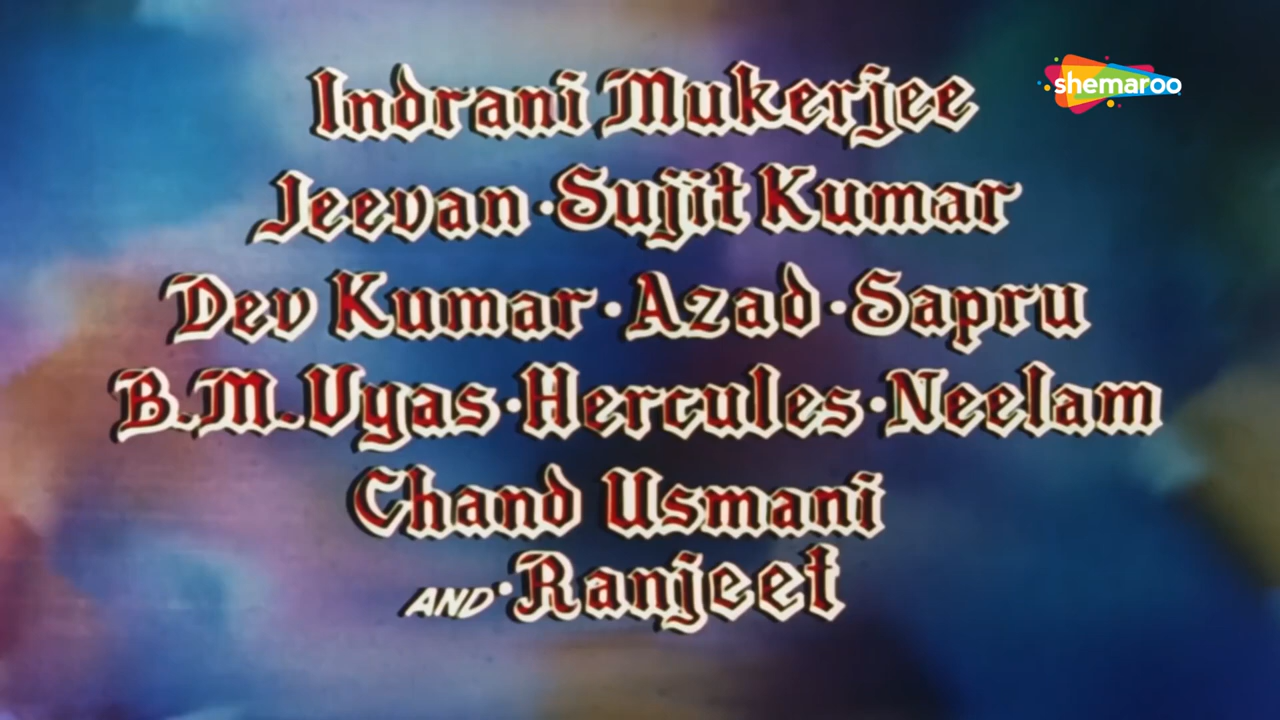 Indrani Mukerjee
shemaroo
Jeevan · Sujit Kumar
Dev Kumar · Azad · Sapru
B.M. Vyas · Hercules · Neelam
Chand Usmani
AND · Ranjeet